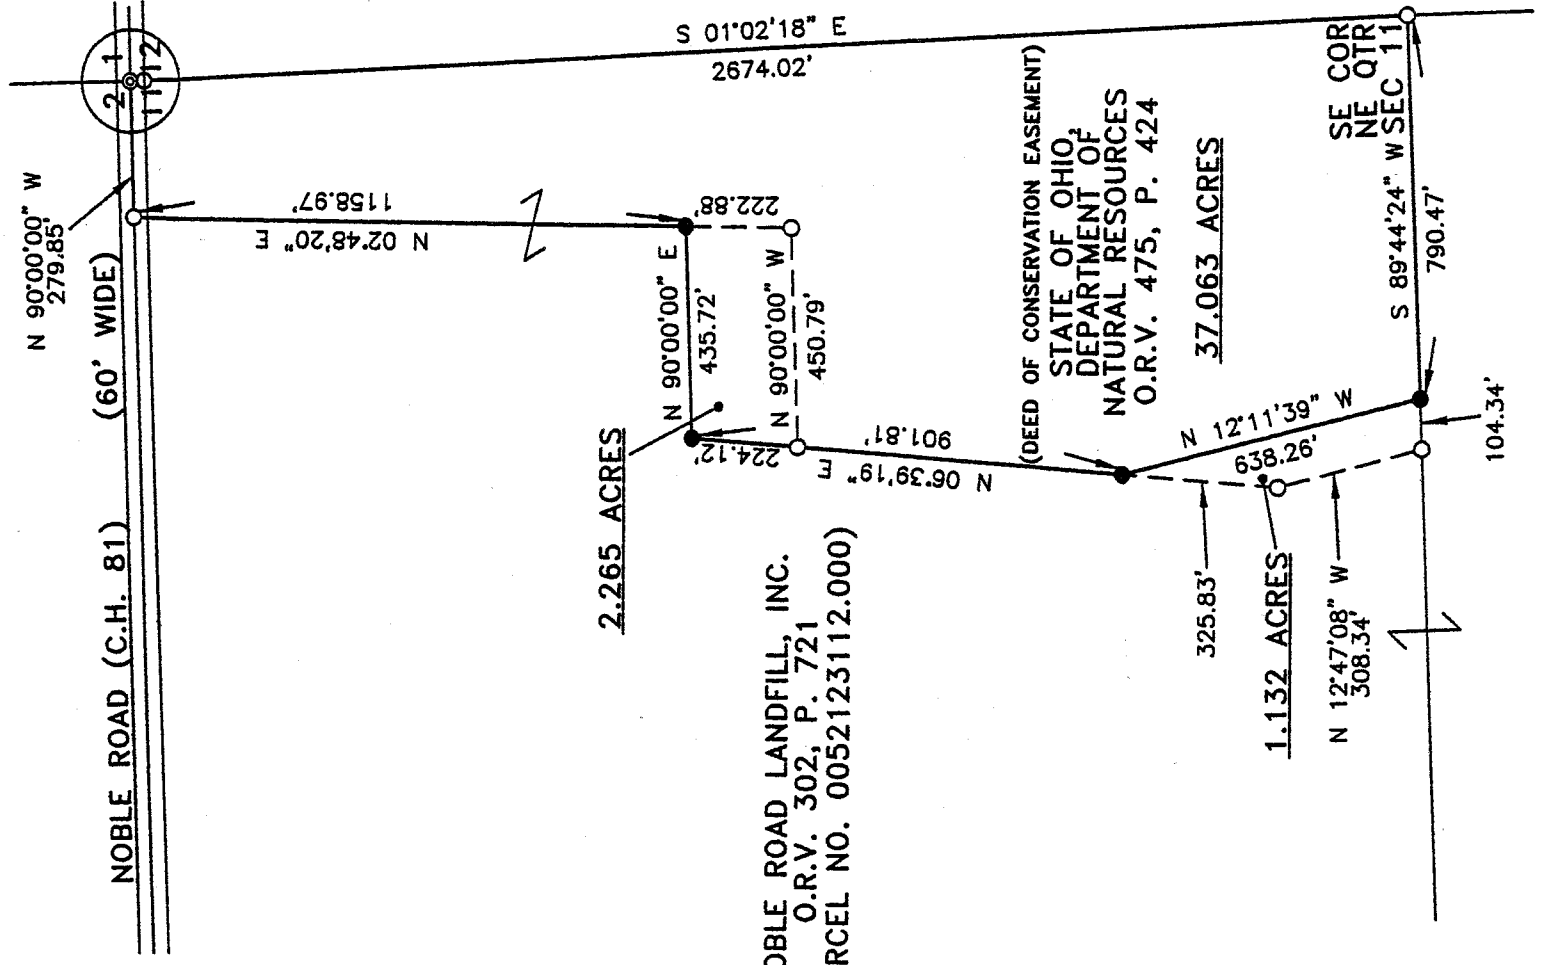 N 90°00'00" W
279.85'
2 1
11 12
NOBLE ROAD (C.H. 81) (60' WIDE)
S 01°02'18" E
2674.02'
N 02°48'20" E
1158.97'
222.88'
N 90°00'00" E
435.72'
N 90°00'00" W
450.79'
224.12'
2.265 ACRES
N 06°39'19" E
901.81'
(DEED OF CONSERVATION EASEMENT)
STATE OF OHIO,
DEPARTMENT OF
NATURAL RESOURCES
O.R.V. 475, P. 424
37.063 ACRES
SE COR
NE QTR
SEC 11
S 89°44'24" W
790.47'
N 12°11'39" W
638.26'
104.34'
325.83'
1.132 ACRES
N 12°47'08" W
308.34'
OBLE ROAD LANDFILL, INC.
O.R.V. 302, P. 721
RCEL NO. 0052123112.000)